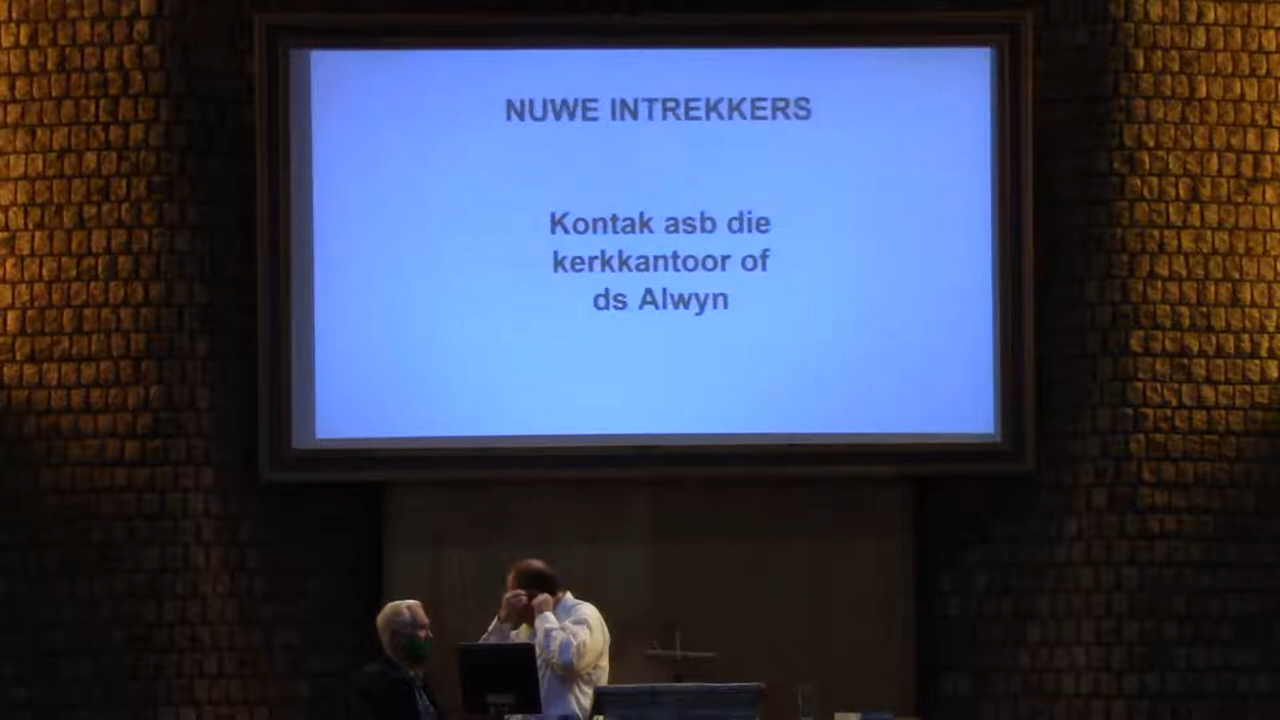 NUWE INTREKKERS
Kontak asb die
kerkkantoor of
ds Alwyn